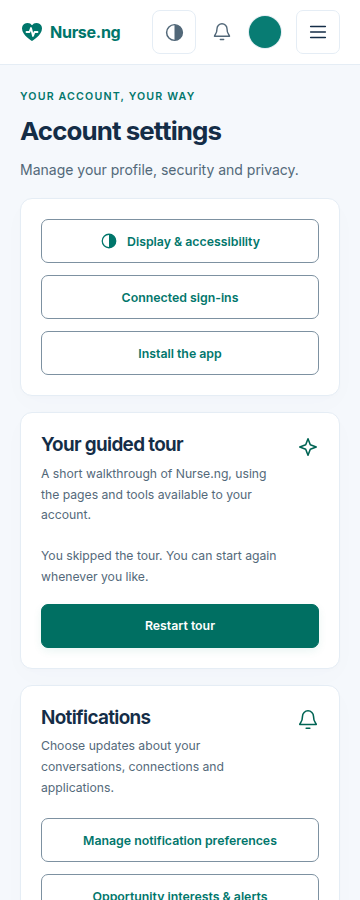 Nurse.ng
YOUR ACCOUNT, YOUR WAY
Account settings
Manage your profile, security and privacy.
Display & accessibility
Connected sign-ins
Install the app
Your guided tour
A short walkthrough of Nurse.ng, using
the pages and tools available to your
account.
You skipped the tour. You can start again
whenever you like.
Restart tour
Notifications
Choose updates about your
conversations, connections and
applications.
Manage notification preferences
Opportunity interests & alerts